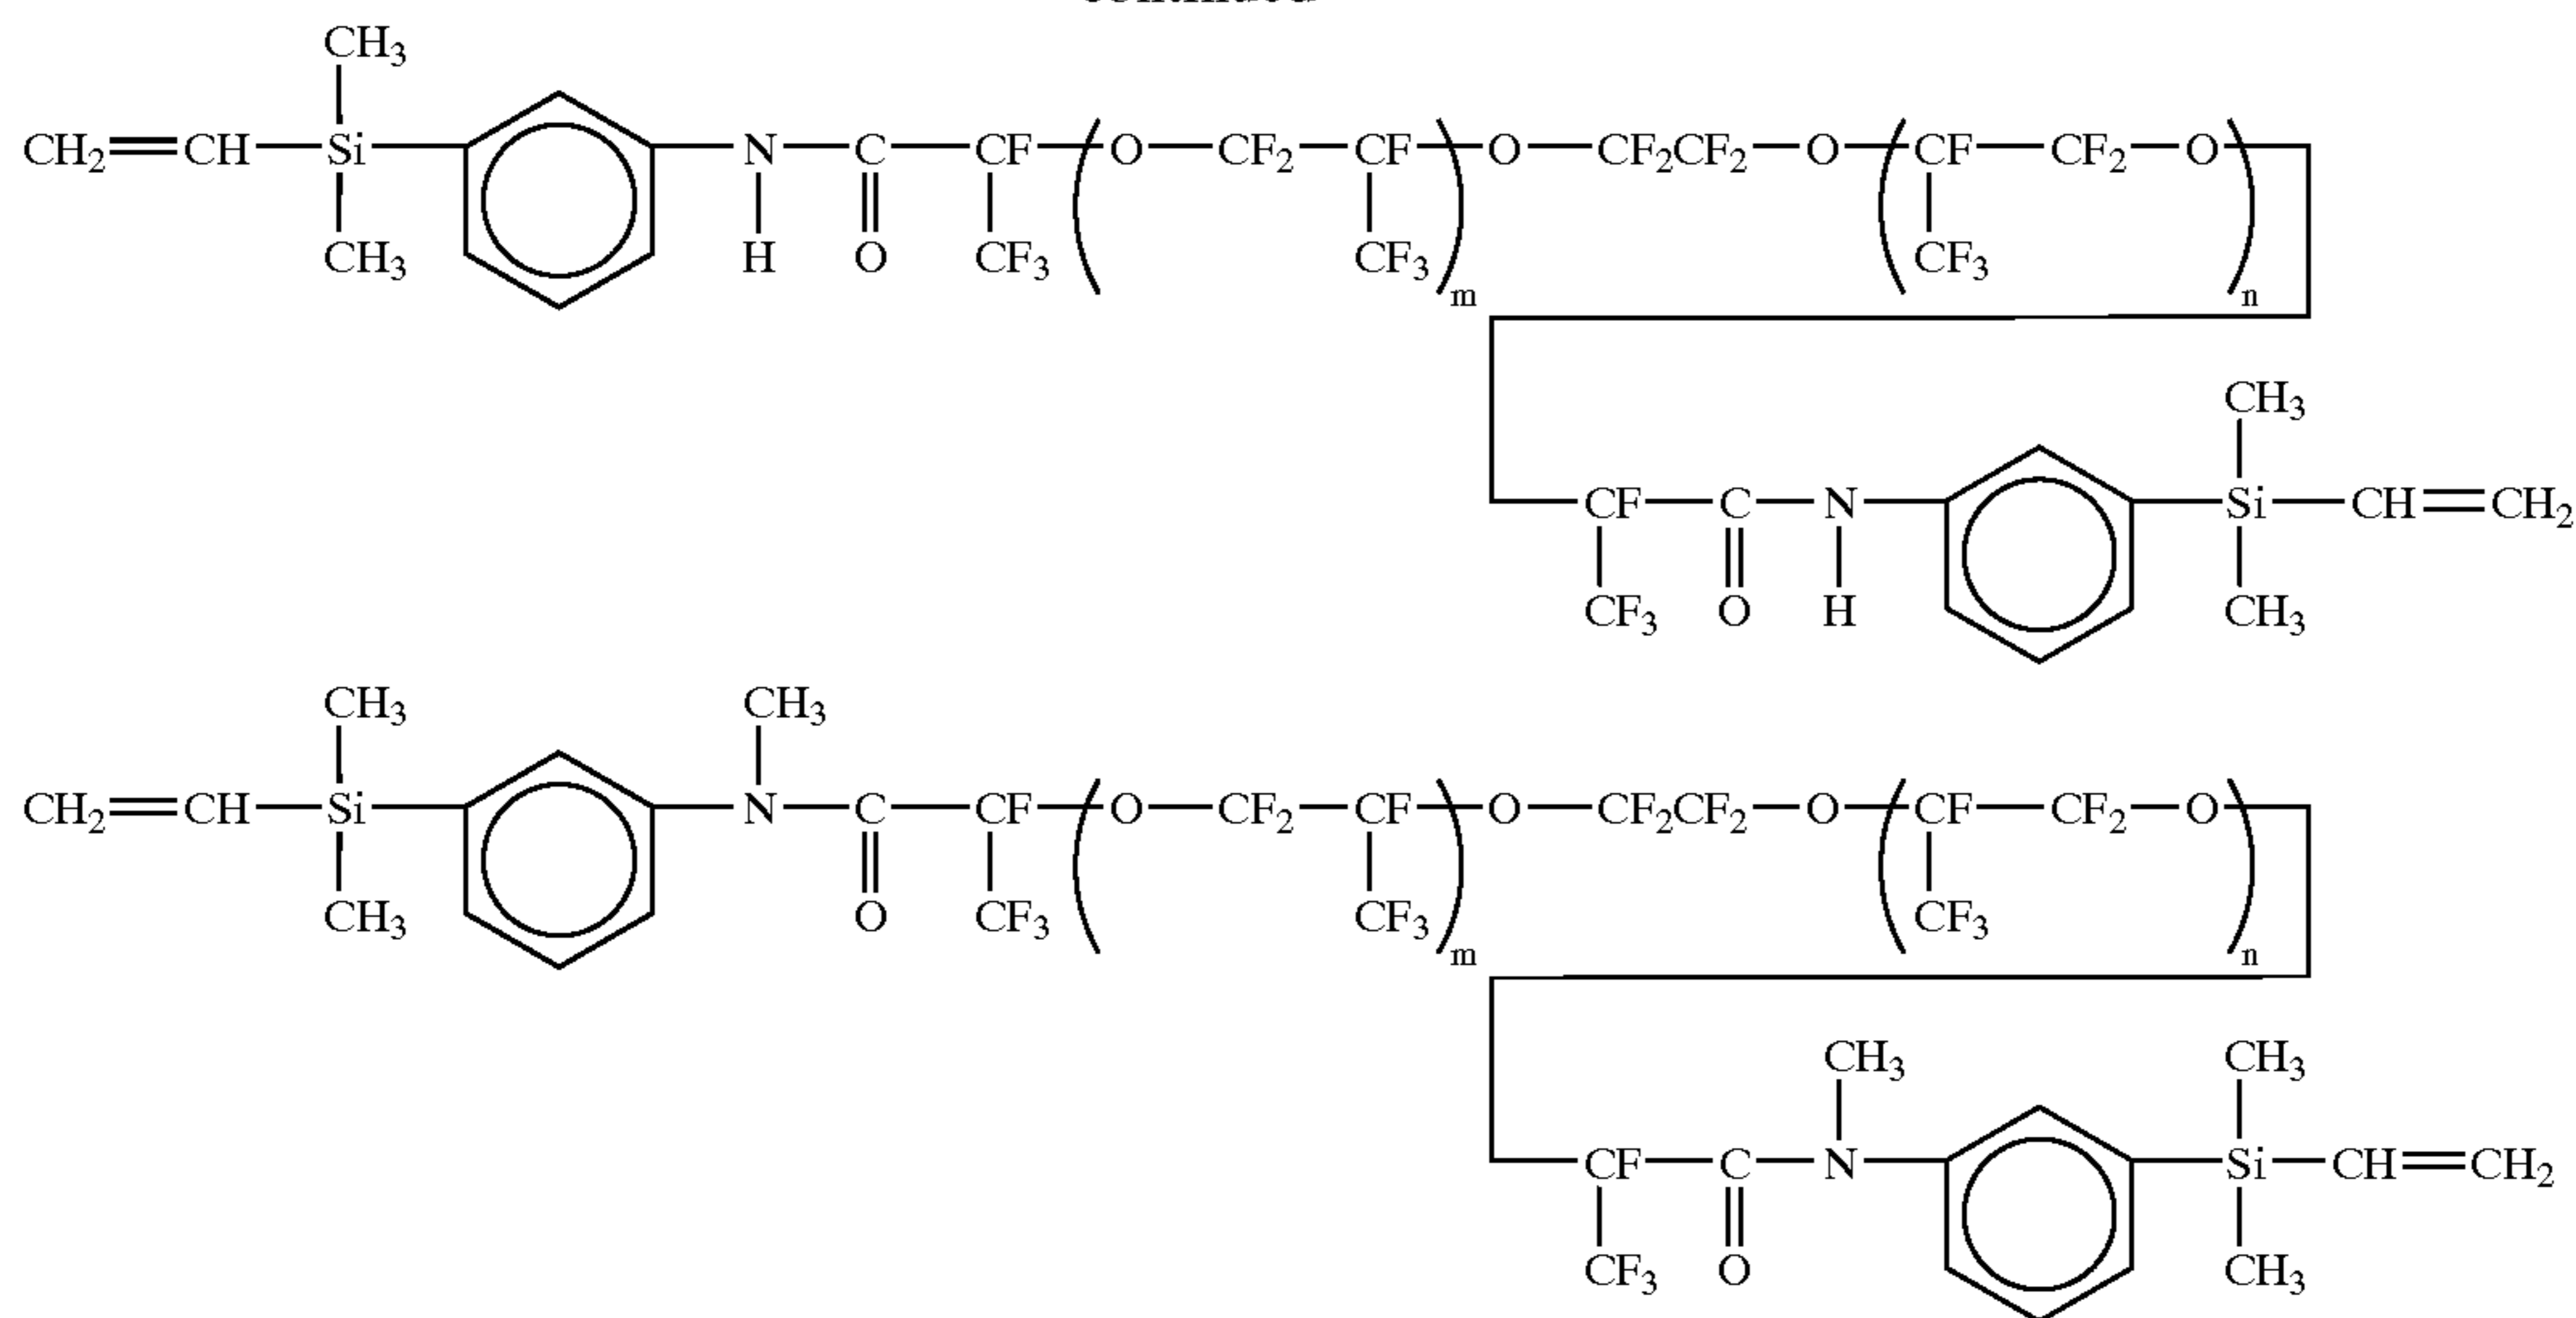 CH3
CH2=CH—Si—N—C—CF—(O—CF2—CF)m—O—CF2CF2—O—(CF—CF2—O)n
CH3 H O CF3 CF3 CF3
CH3
CF—C—N—Si—CH=CH2
CF3 O H CH3
CH3 CH3
CH2=CH—Si—N—C—CF—(O—CF2—CF)m—O—CF2CF2—O—(CF—CF2—O)n
CH3 O CF3 CF3 CF3
CH3 CH3
CF—C—N—Si—CH=CH2
CF3 O CH3